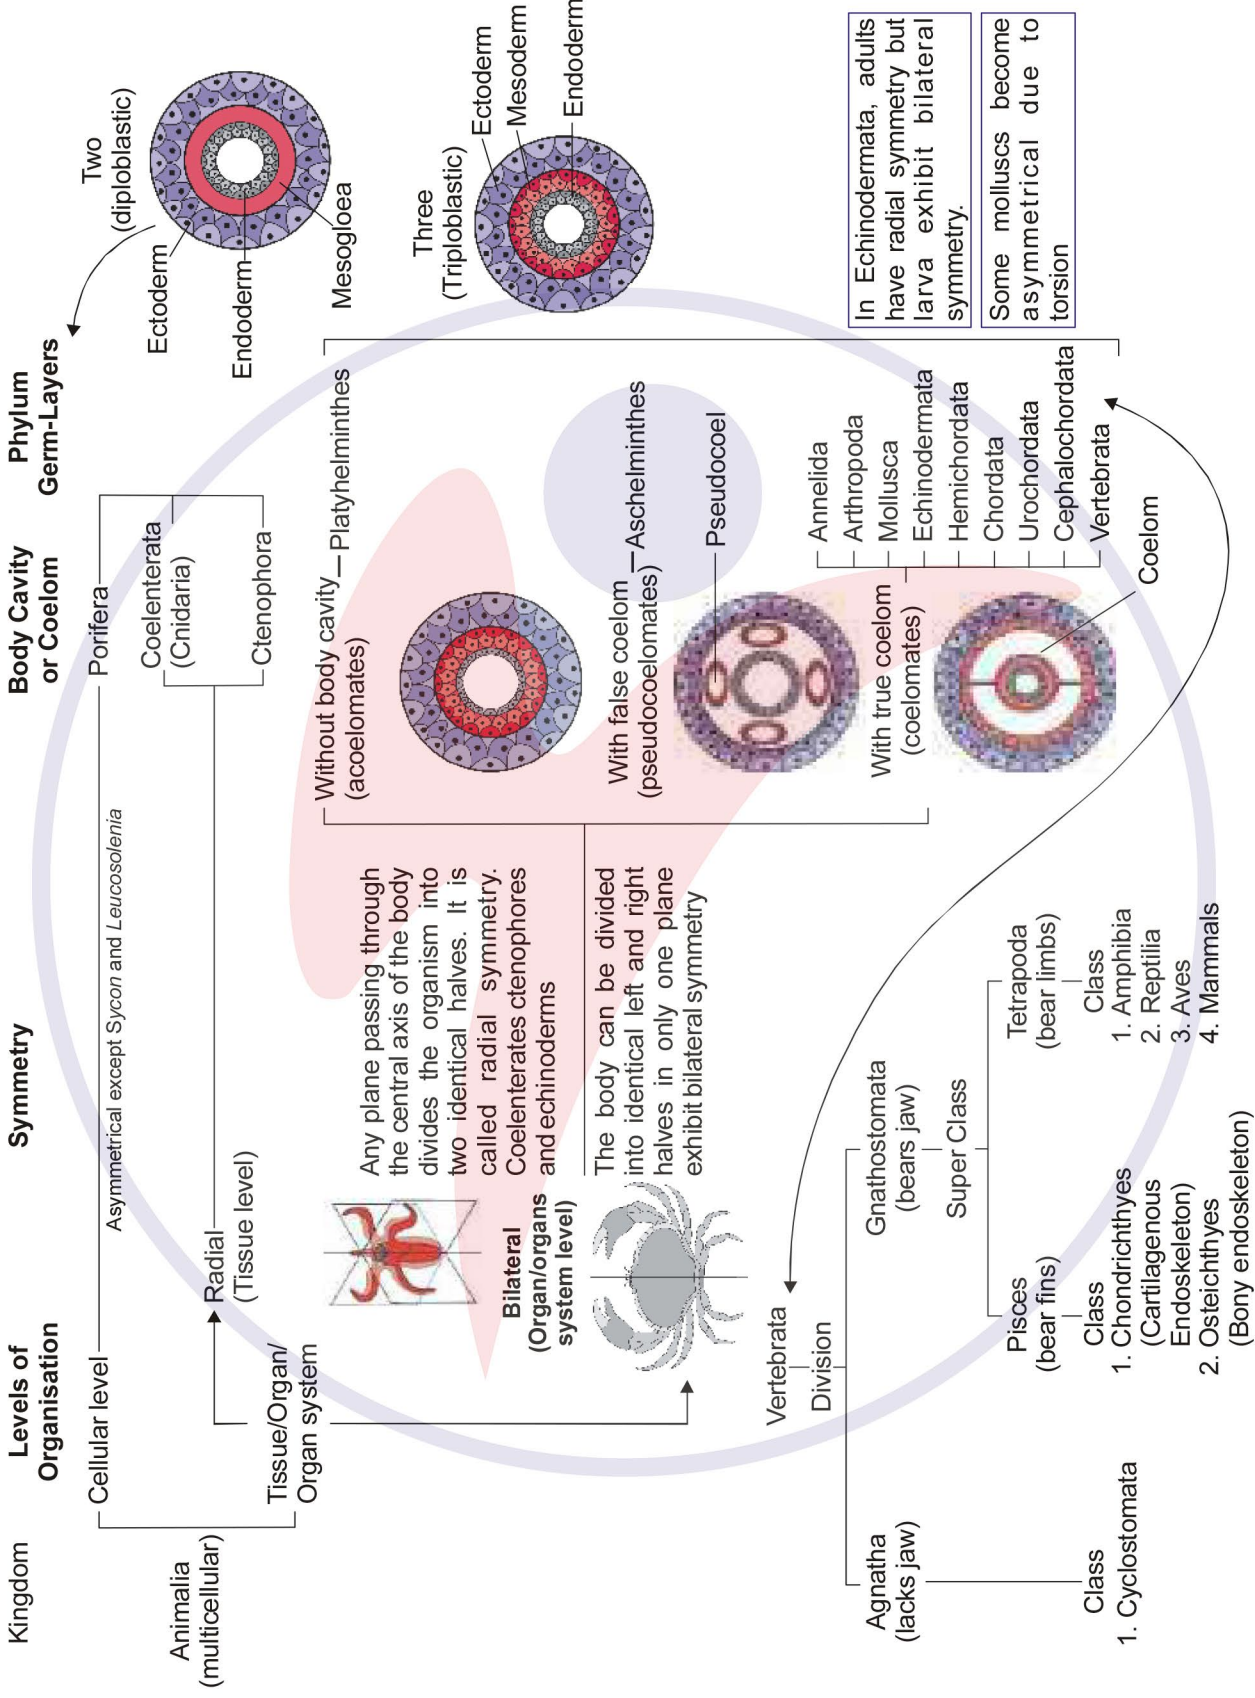 Kingdom
Levels of
Organisation
Symmetry
Body Cavity
or Coelom
Phylum
Germ-Layers
Animalia
(multicellular)
Cellular level
Asymmetrical except Sycon and Leucosolenia
Porifera
Tissue/Organ/
Organ system
Radial
(Tissue level)
Coelenterata
(Cnidaria)
Ctenophora
Two
(diploblastic)
Ectoderm
Endoderm
Mesogloea
Any plane passing through
the central axis of the body
divides the organism into
two identical halves. It is
called radial symmetry.
Coelenterates ctenophores
and echinoderms
Bilateral
(Organ/organs
system level)
The body can be divided
into identical left and right
halves in only one plane
exhibit bilateral symmetry
Without body cavity
(acoelomates)
Platyhelminthes
With false coelom
(pseudocoelomates)
Aschelminthes
Pseudocoel
With true coelom
(coelomates)
Annelida
Arthropoda
Mollusca
Echinodermata
Hemichordata
Chordata
Urochordata
Cephalochordata
Vertebrata
Coelom
Three
(Triploblastic)
Ectoderm
Mesoderm
Endoderm
In Echinodermata, adults
have radial symmetry but
larva exhibit bilateral
symmetry.
Some molluscs become
asymmetrical due to
torsion
Vertebrata
Division
Agnatha
(lacks jaw)
Class
1. Cyclostomata
Gnathostomata
(bears jaw)
Super Class
Pisces
(bear fins)
Class
1. Chondrichthyes
(Cartilagenous
Endoskeleton)
2. Osteichthyes
(Bony endoskeleton)
Tetrapoda
(bear limbs)
Class
1. Amphibia
2. Reptilia
3. Aves
4. Mammals